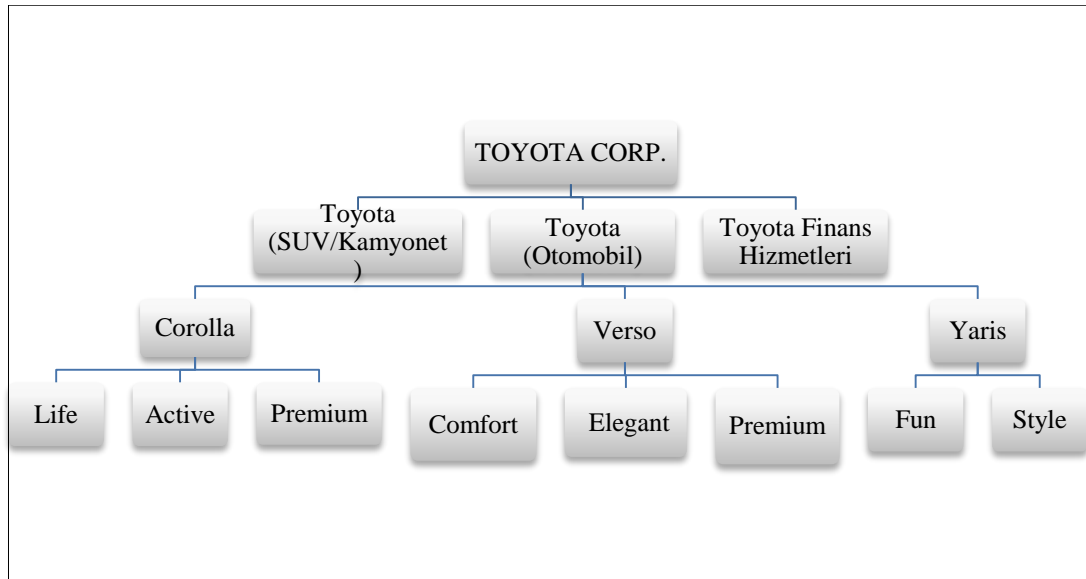 TOYOTA CORP.
Toyota
(SUV/Kamyonet
)
Toyota
(Otomobil)
Toyota Finans
Hizmetleri
Corolla
Verso
Yaris
Life
Active
Premium
Comfort
Elegant
Premium
Fun
Style